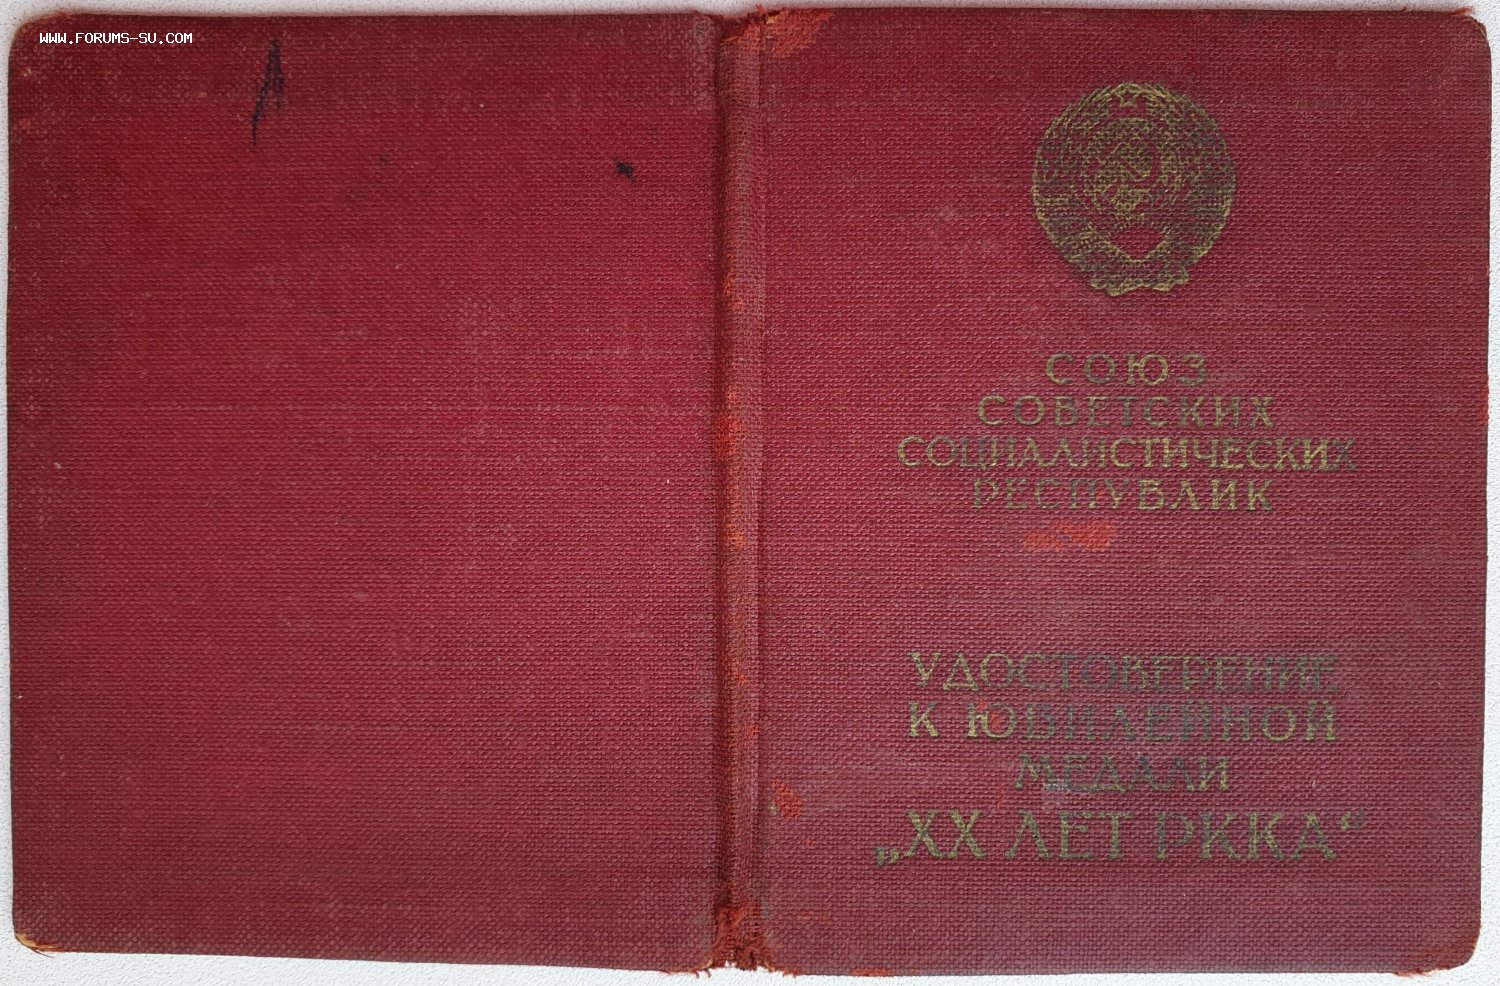 WWW.FORUMS-SU.COM
СОЮЗ
СОВЕТСКИХ
СОЦИАЛИСТИЧЕСКИХ
РЕСПУБЛИК
УДОСТОВЕРЕНИЕ
К ЮБИЛЕЙНОЙ
МЕДАЛИ
„XX ЛЕТ РККА“